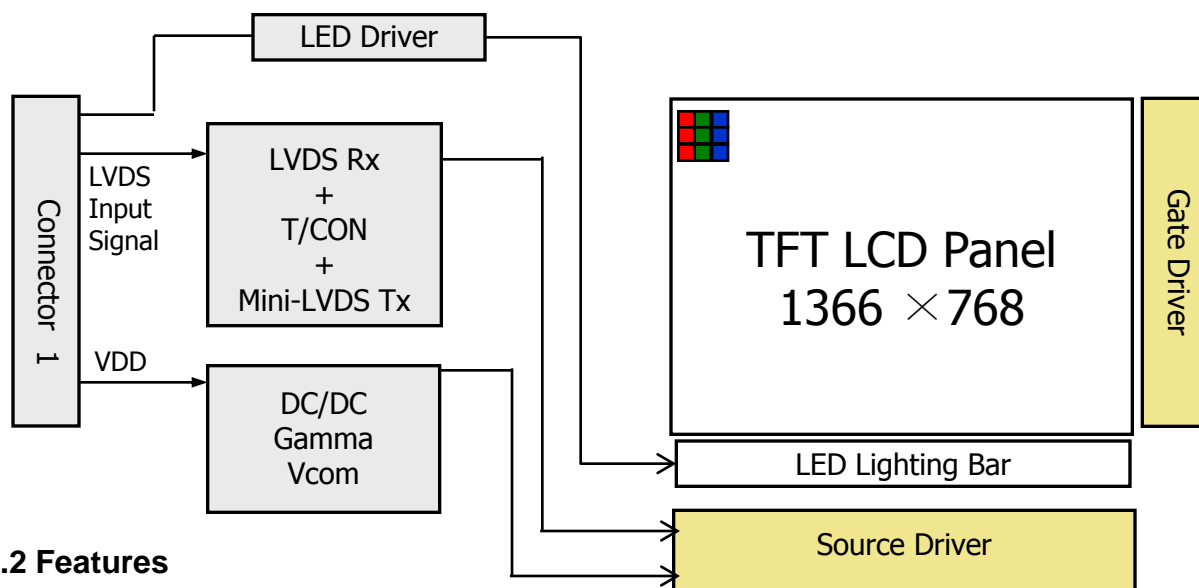 LED Driver
Connector 1
LVDS
Input
Signal
LVDS Rx
+
T/CON
+
Mini-LVDS Tx
VDD
DC/DC
Gamma
Vcom
TFT LCD Panel
1366 ×768
Gate Driver
LED Lighting Bar
Source Driver
.2 Features